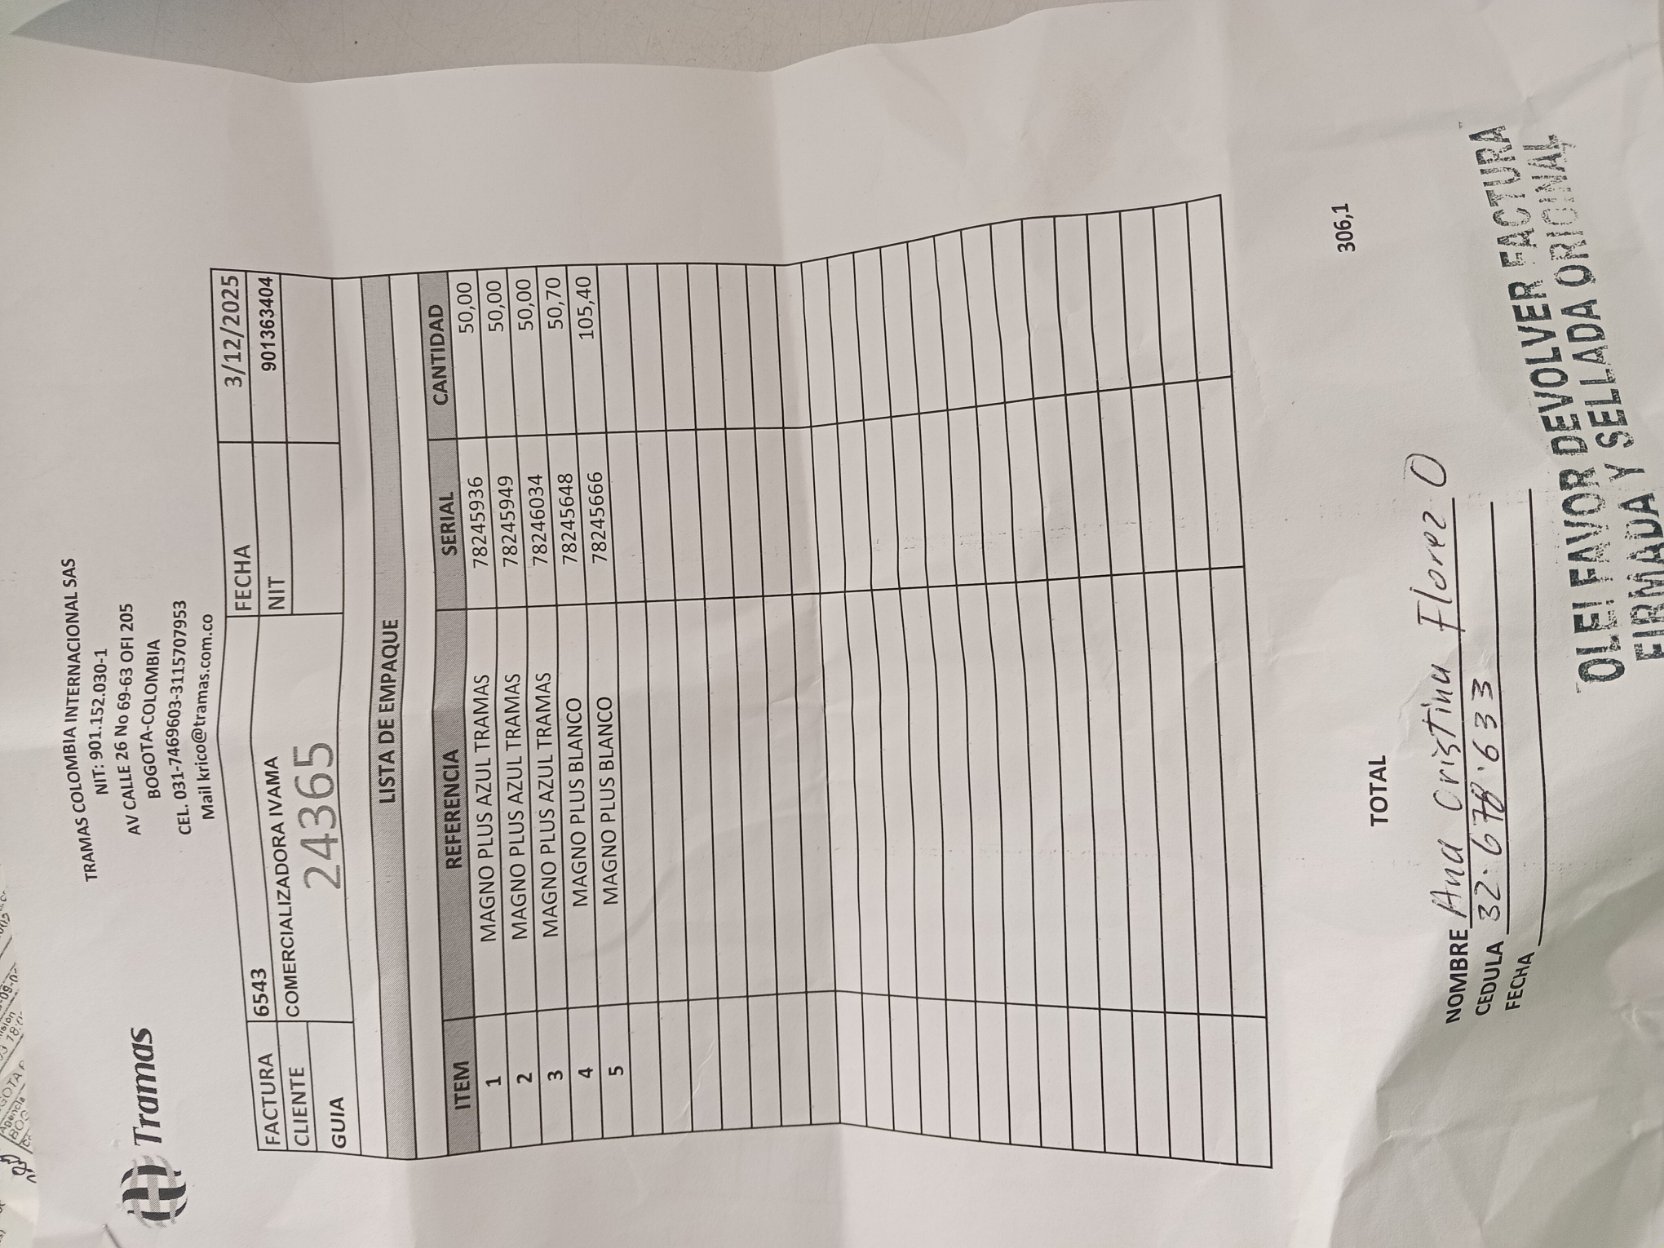 Tramas
TRAMAS COLOMBIA INTERNACIONAL SAS
NIT: 901.152.030-1
AV CALLE 26 No 69-63 OFI 205
BOGOTA-COLOMBIA
CEL. 031-7469603-3115707953
Mail krico@tramas.com.co
FACTURA 6543 FECHA 3/12/2025
CLIENTE COMERCIALIZADORA IVAMA NIT 901363404
GUIA 24365
LISTA DE EMPAQUE
ITEM REFERENCIA SERIAL CANTIDAD
1 MAGNO PLUS AZUL TRAMAS 78245936 50,00
2 MAGNO PLUS AZUL TRAMAS 78245949 50,00
3 MAGNO PLUS AZUL TRAMAS 78246034 50,00
4 MAGNO PLUS BLANCO 78245648 50,70
5 MAGNO PLUS BLANCO 78245666 105,40
TOTAL 306,1
NOMBRE Ana Cristina Florez O
CEDULA 32.678.633
FECHA
OLEI FAVOR DEVOLVER FACTURA
FIRMADA Y SELLADA ORIGINAL